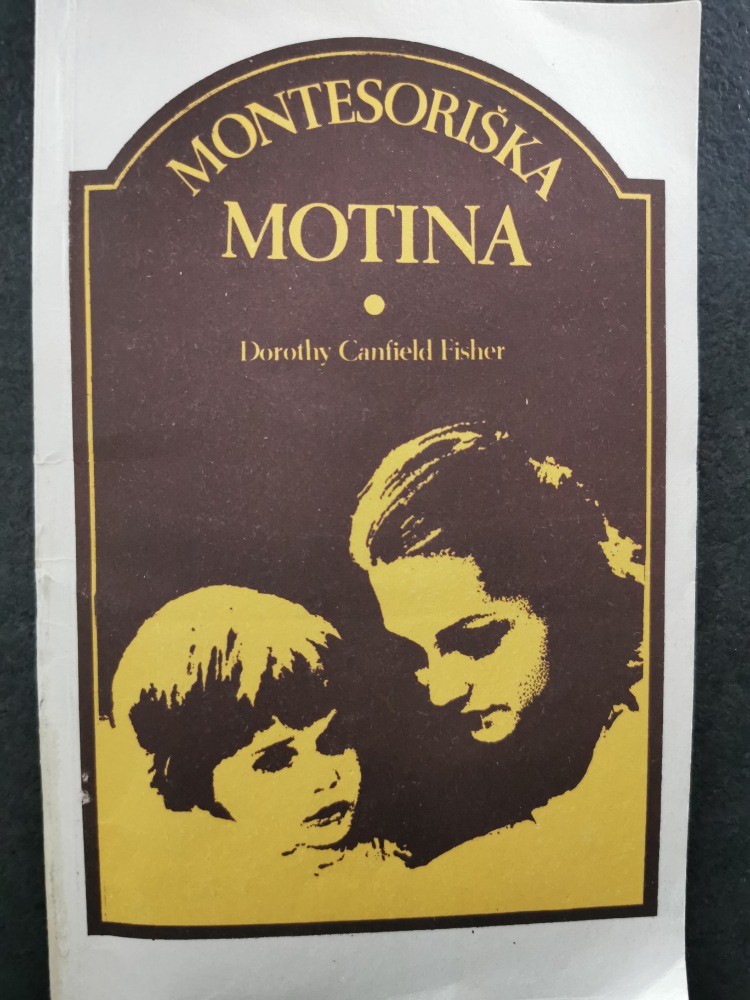 MONTESORIŠKA
MOTINA
Dorothy Canfield Fisher